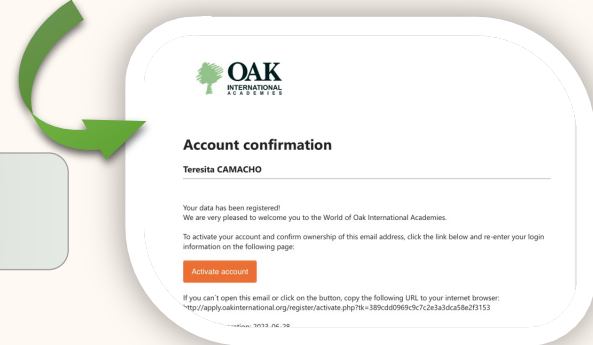 OAK
INTERNATIONAL
ACADEMIES
Account confirmation
Teresita CAMACHO
Your data has been registered!
We are very pleased to welcome you to the World of Oak International Academies.
To activate your account and confirm ownership of this email address, click the link below and re-enter your login
information on the following page:
Activate account
If you can´t open this email or click on the button, copy the following URL to your internet browser:
http://apply.oakinternational.org/register/activate.php?tk=389cdd0969c9c7c2e3a3dca58e2f3153
2023-06-28